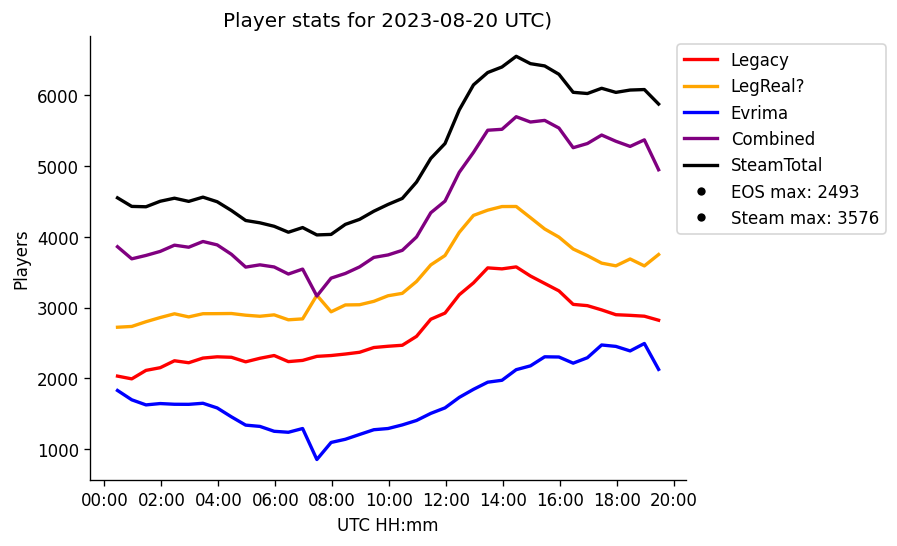 Player stats for 2023-08-20 UTC)
Legacy
LegReal?
Evrima
Combined
SteamTotal
EOS max: 2493
Steam max: 3576
Players
6000
5000
4000
3000
2000
1000
00:00 02:00 04:00 06:00 08:00 10:00 12:00 14:00 16:00 18:00 20:00
UTC HH:mm